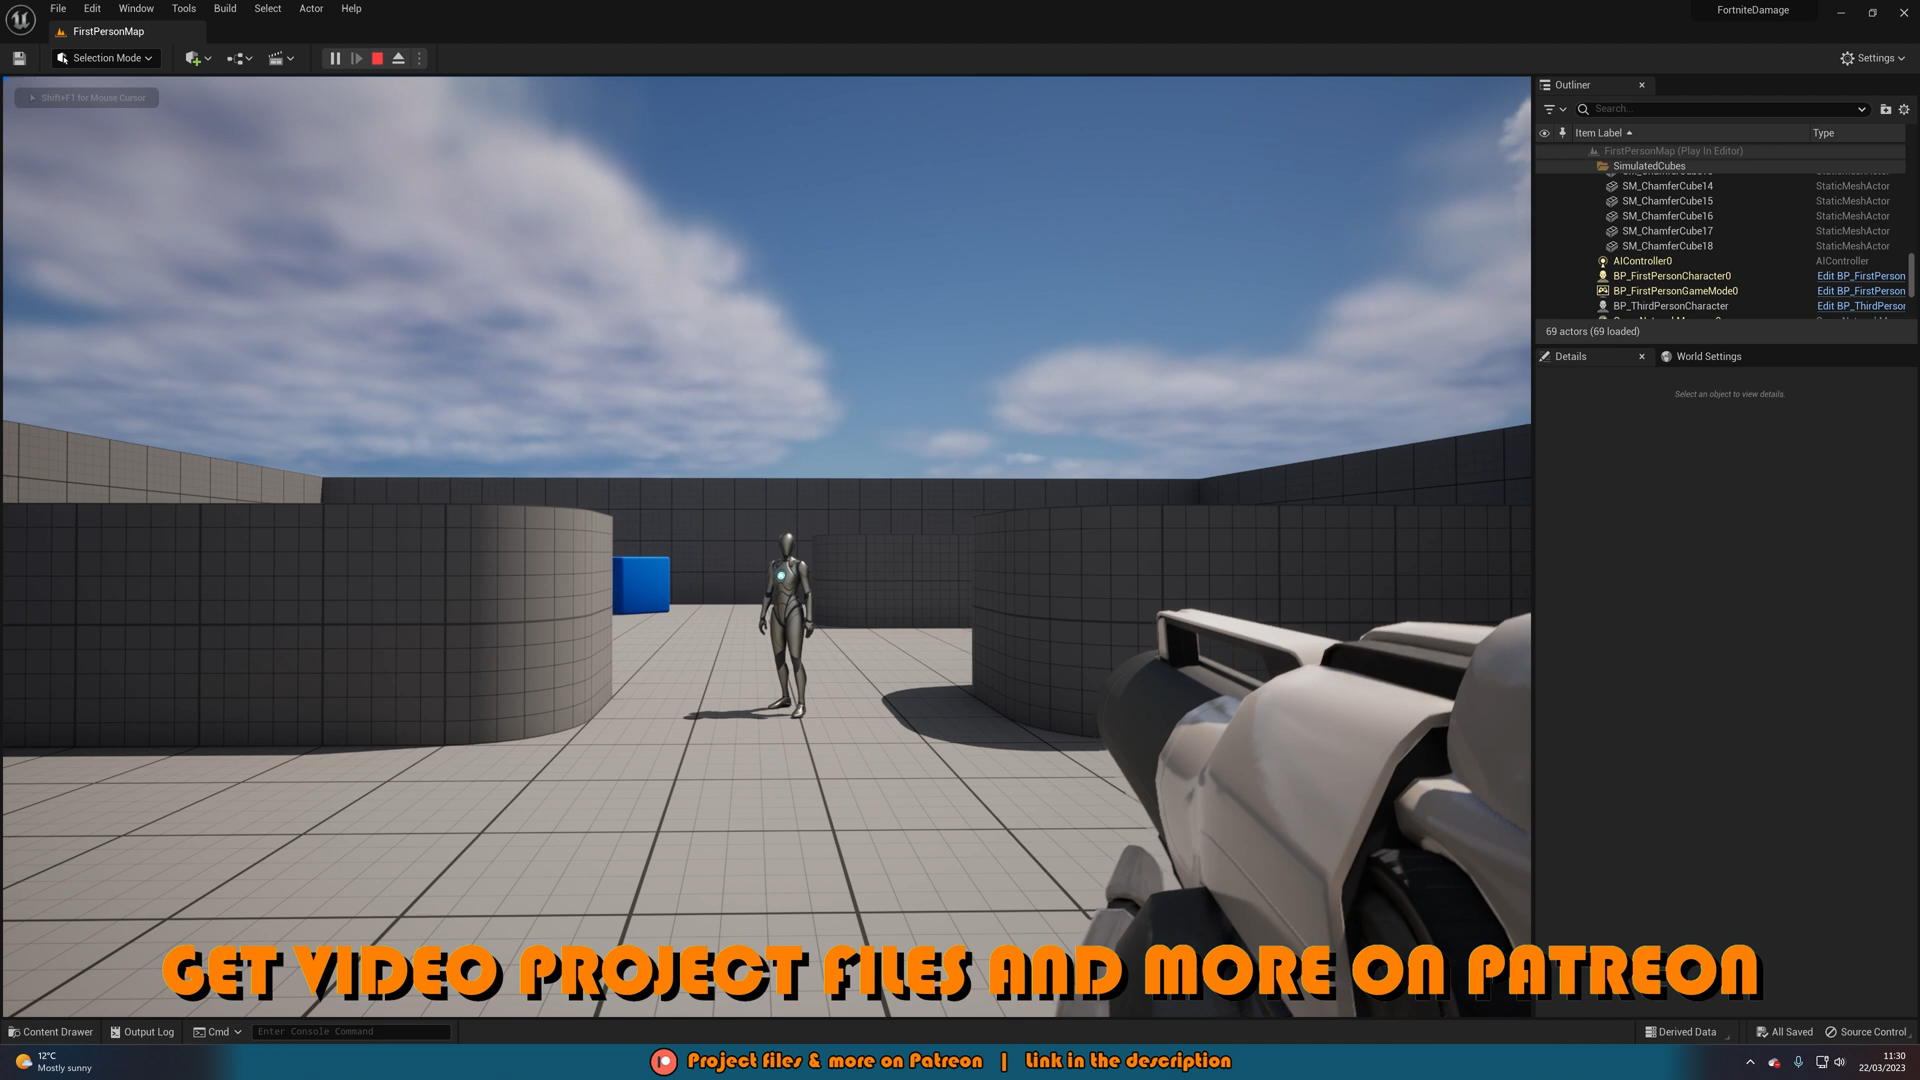 File Edit Window Tools Build Select Actor Help
FortniteDamage
FirstPersonMap
Selection Mode
Settings
Shift+F1 for Mouse Cursor
Outliner
Search...
Item Label Type
FirstPersonMap (Play In Editor)
SimulatedCubes
SM_ChamferCube14 StaticMeshActor
SM_ChamferCube15 StaticMeshActor
SM_ChamferCube16 StaticMeshActor
SM_ChamferCube17 StaticMeshActor
SM_ChamferCube18 StaticMeshActor
AIController0 AIController
BP_FirstPersonCharacter0 Edit BP_FirstPerson
BP_FirstPersonGameMode0 Edit BP_FirstPerson
BP_ThirdPersonCharacter Edit BP_ThirdPerson
69 actors (69 loaded)
Details World Settings
Select an object to view details.
GET VIDEO PROJECT FILES AND MORE ON PATREON
Content Drawer Output Log Cmd Enter Console Command
Derived Data All Saved Source Control
12°C
Mostly sunny
Project files & more on Patreon | Link in the description
11:30
22/03/2023